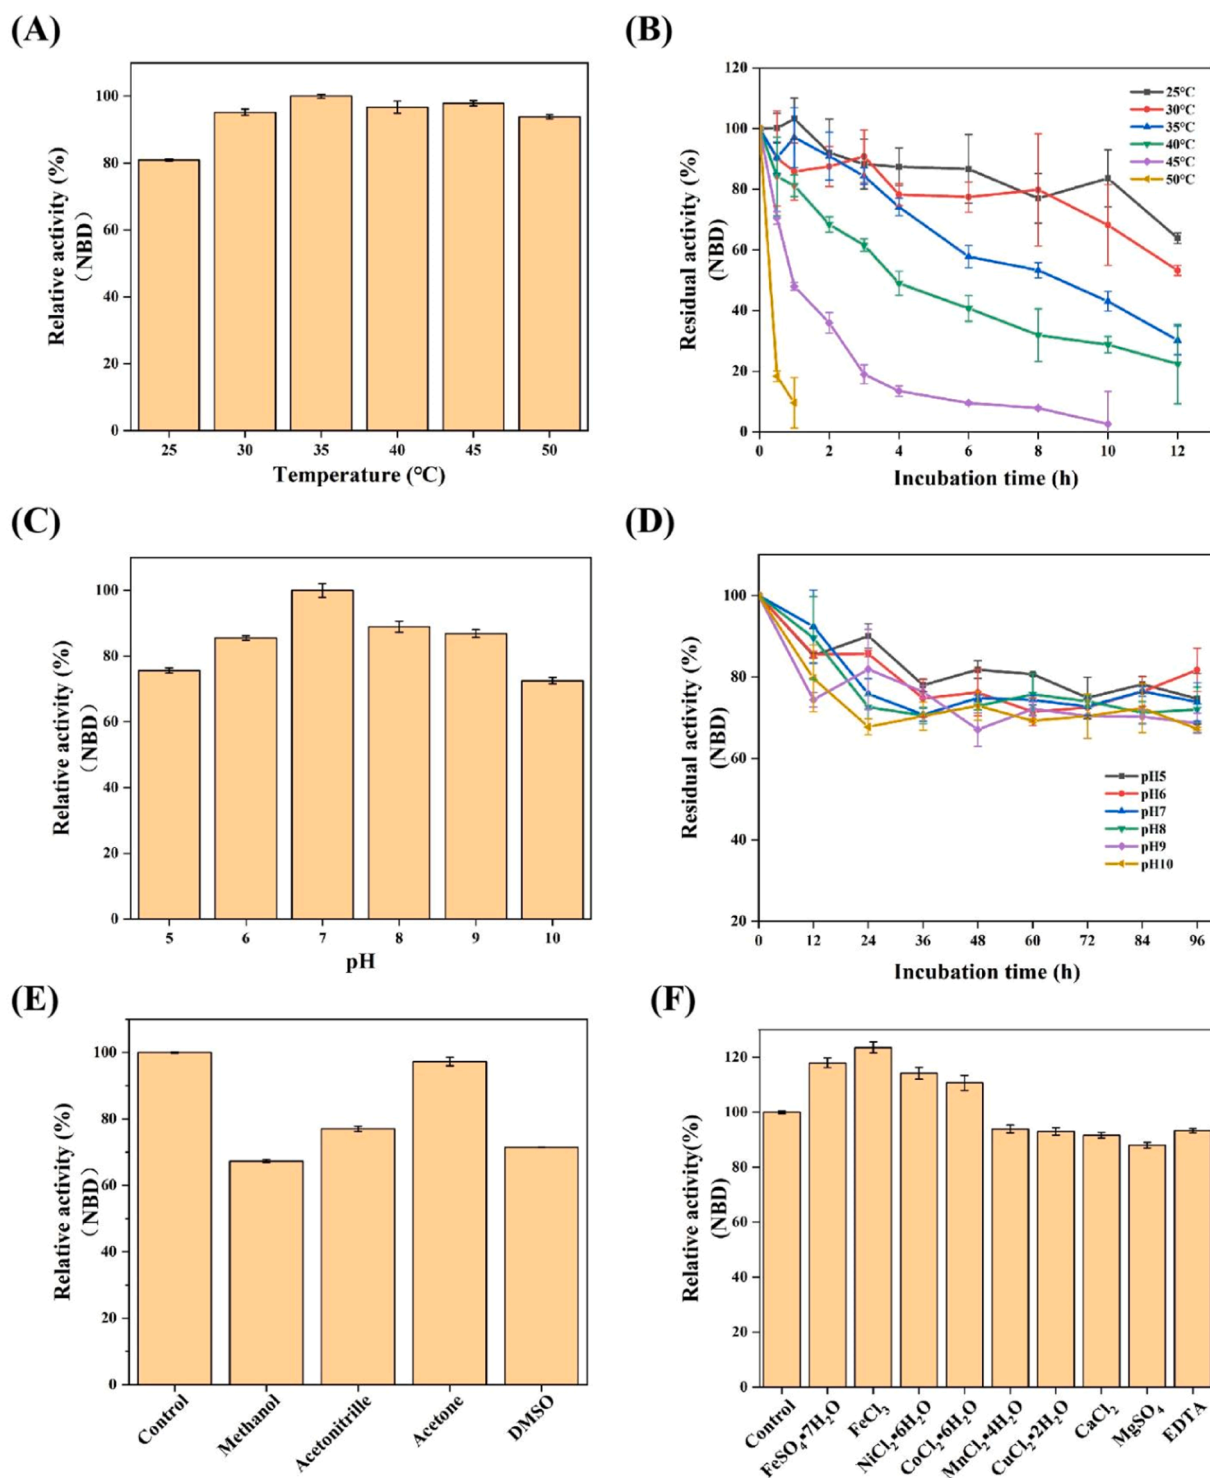 (A)
Relative activity (%)
(NBD)
100
80
60
40
20
0
25 30 35 40 45 50
Temperature (℃)
(B)
Residual activity (%)
(NBD)
120
100
80
60
40
20
0
25℃
30℃
35℃
40℃
45℃
50℃
0 2 4 6 8 10 12
Incubation time (h)
(C)
Relative activity (%)
(NBD)
100
80
60
40
20
0
5 6 7 8 9 10
pH
(D)
Residual activity (%)
(NBD)
100
80
60
40
20
pH5
pH6
pH7
pH8
pH9
pH10
0 12 24 36 48 60 72 84 96
Incubation time (h)
(E)
Relative activity (%)
(NBD)
100
80
60
40
20
0
Control
Methanol
Acetonitrille
Acetone
DMSO
(F)
Relative activity(%)
(NBD)
120
100
80
60
40
20
0
Control
FeSO₄•7H₂O
FeCl₃
NiCl₂•6H₂O
CoCl₂•6H₂O
MnCl₂•4H₂O
CuCl₂•2H₂O
CaCl₂
MgSO₄
EDTA